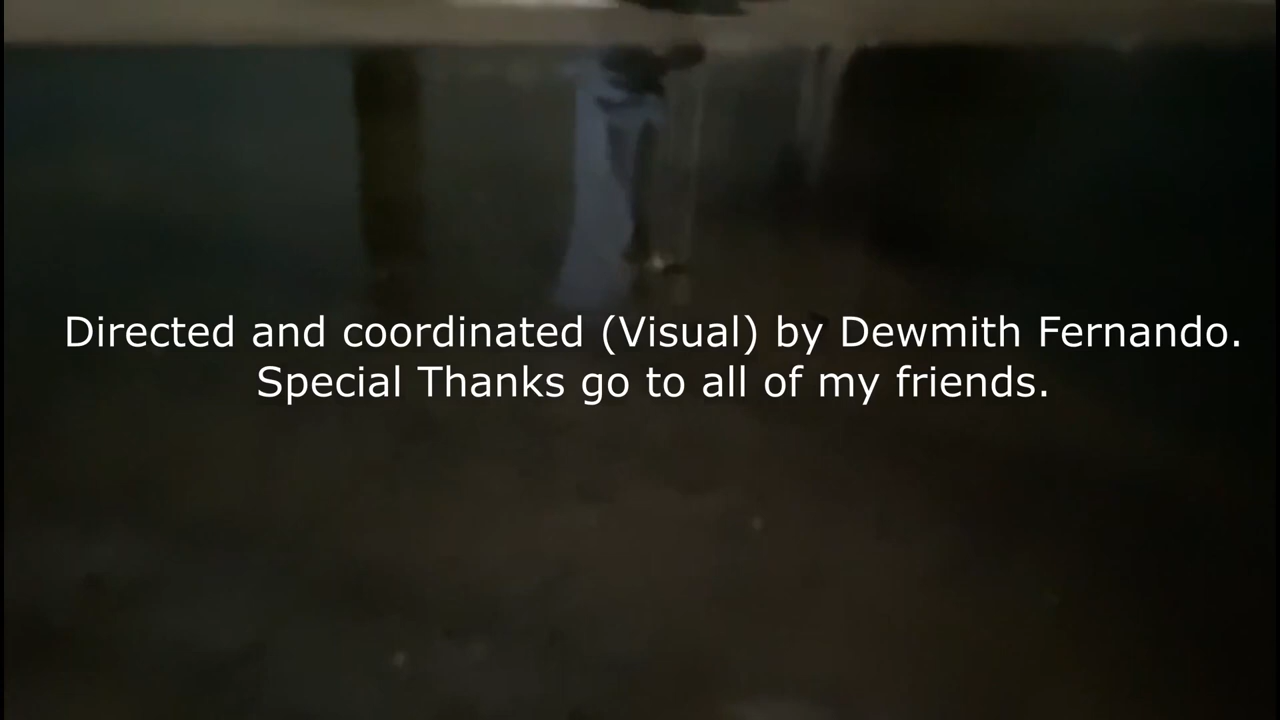 Directed and coordinated (Visual) by Dewmith Fernando.
Special Thanks go to all of my friends.